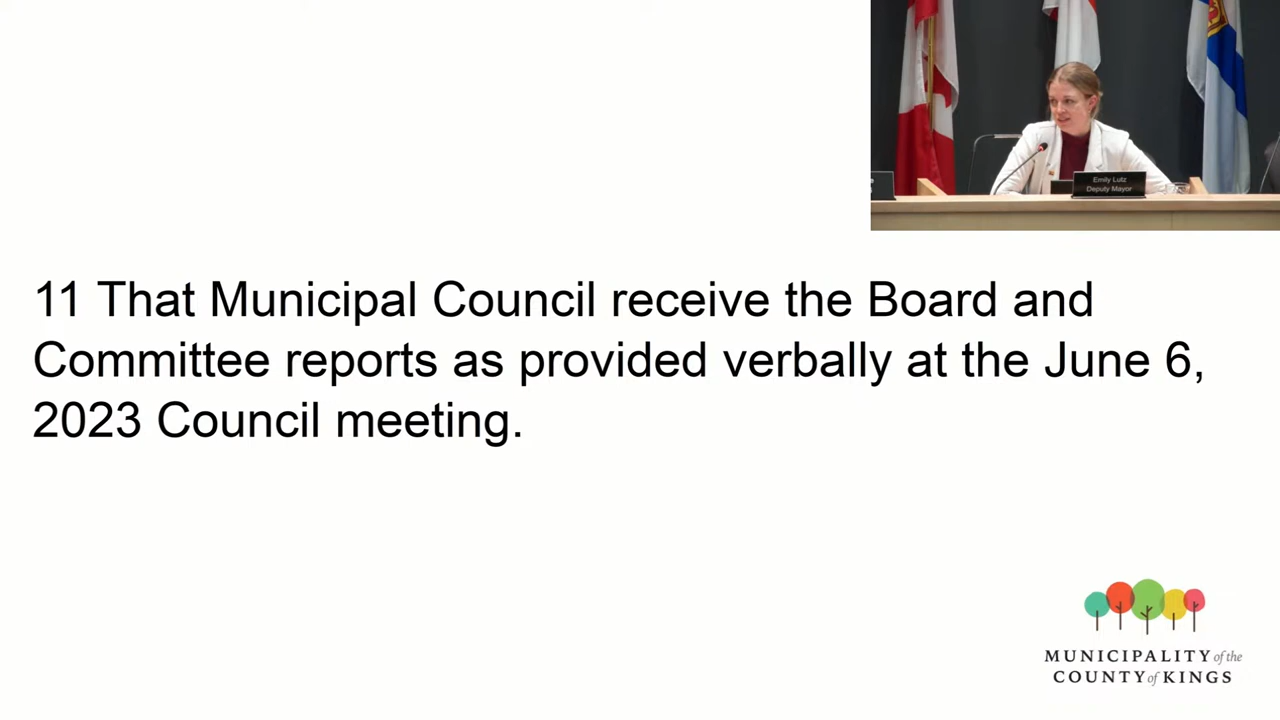 Emily Lutz
Deputy Mayor
11 That Municipal Council receive the Board and
Committee reports as provided verbally at the June 6,
2023 Council meeting.
MUNICIPALITY of the
COUNTY of KINGS